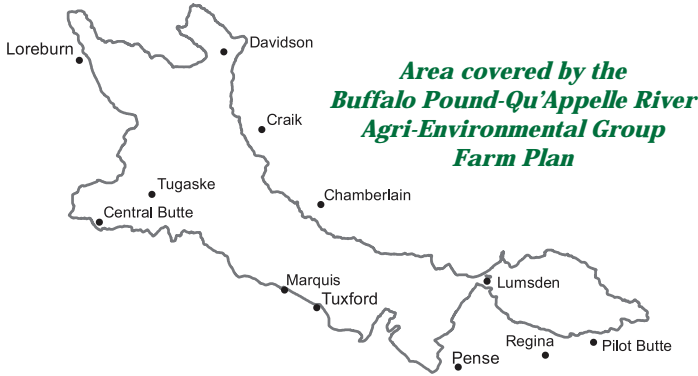 Loreburn
Davidson
Area covered by the
Buffalo Pound-Qu'Appelle River
Agri-Environmental Group
Farm Plan
Craik
Tugaske
Chamberlain
Central Butte
Marquis
Tuxford
Lumsden
Regina
Pilot Butte
Pense